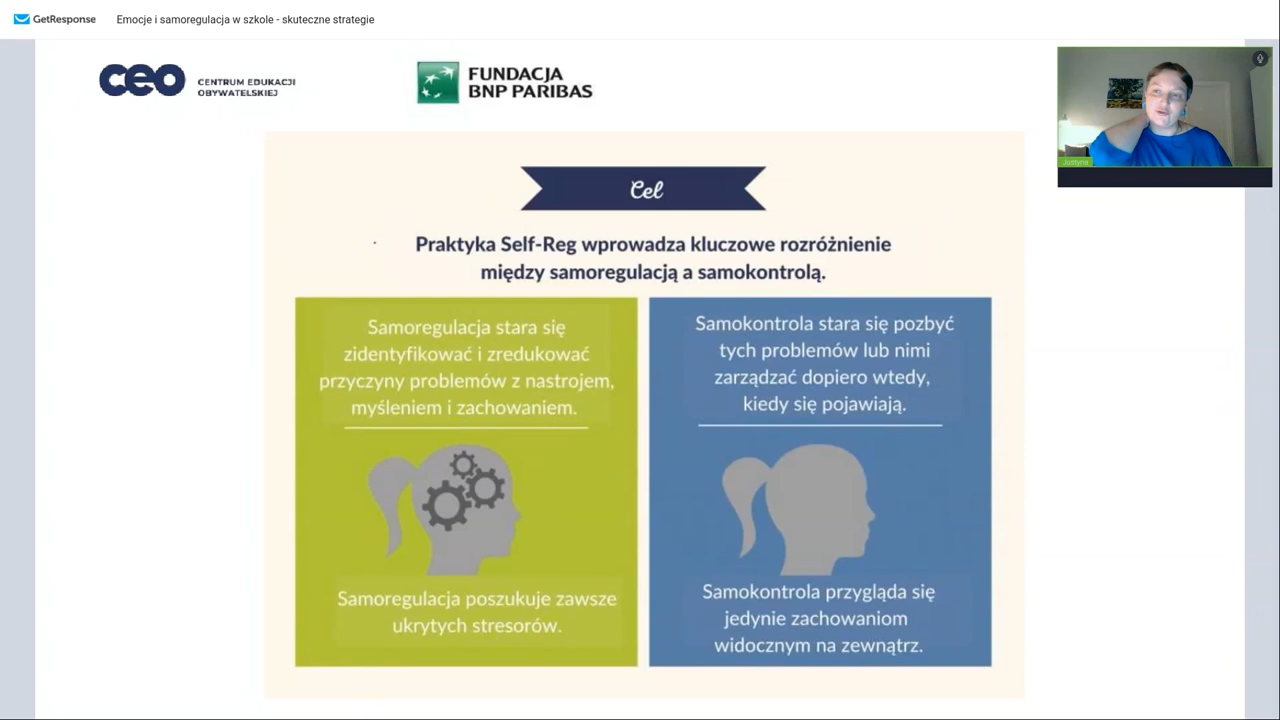 GetResponse
Emocje i samoregulacja w szkole - skuteczne strategie
ceo
CENTRUM EDUKACJI
OBYWATELSKIEJ
FUNDACJA
BNP PARIBAS
Justyna
Cel
Praktyka Self-Reg wprowadza kluczowe rozróżnienie
między samoregulacją a samokontrolą.
Samoregulacja stara się
zidentyfikować i zredukować
przyczyny problemów z nastrojem,
myśleniem i zachowaniem.
Samoregulacja poszukuje zawsze
ukrytych stresorów.
Samokontrola stara się pozbyć
tych problemów lub nimi
zarządzać dopiero wtedy,
kiedy się pojawiają.
Samokontrola przygląda się
jedynie zachowaniom
widocznym na zewnątrz.